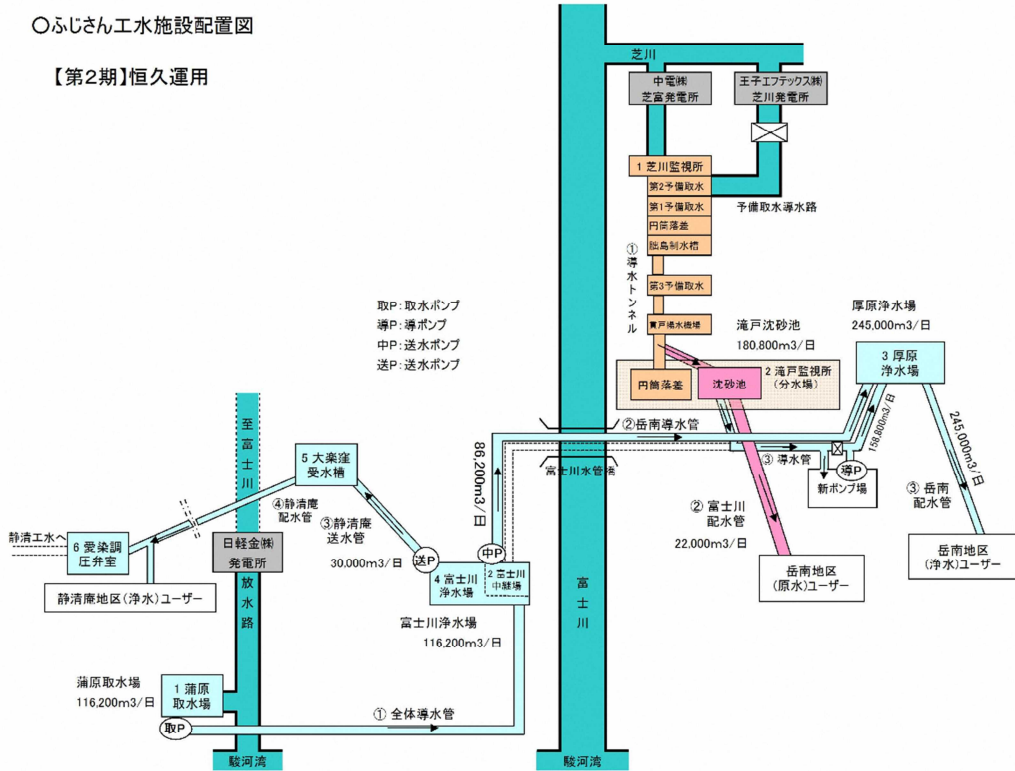 〇ふじさん工水施設配置図
【第2期】恒久運用
芝川
中電㈱
芝富発電所
王子エフテックス㈱
芝川発電所
1 芝川監視所
第2予備取水
第1予備取水
円筒落差
予備取水導水路
①導水トンネル
第3予備取水
取P：取水ポンプ
導P：導ポンプ
中P：送水ポンプ
送P：送水ポンプ
滝戸沈砂池
180,800m3/日
厚原浄水場
245,000m3/日
3 厚原
浄水場
円筒落差
沈砂池
2 滝戸監視所
（分水場）
至富士川
5 大楽窪
受水槽
②岳南導水管
富士川水管橋
86,200m3/日
③ 導水管
158,800m3/日
245,000m3/日
導P
新ポンプ場
③ 岳南
配水管
④静清庵
配水管
③静清庵
送水管
30,000m3/日
② 富士川
配水管
22,000m3/日
静清工水へ
6 愛染調
圧弁室
日軽金㈱
発電所
送P
中P
4 富士川
浄水場
2 富士川
中継場
岳南地区
(原水)ユーザー
岳南地区
(浄水)ユーザー
静清庵地区(浄水)ユーザー
放水路
富士川
富士川浄水場
116,200m3/日
蒲原取水場
116,200m3/日
1 蒲原
取水場
取P
① 全体導水管
駿河湾
駿河湾